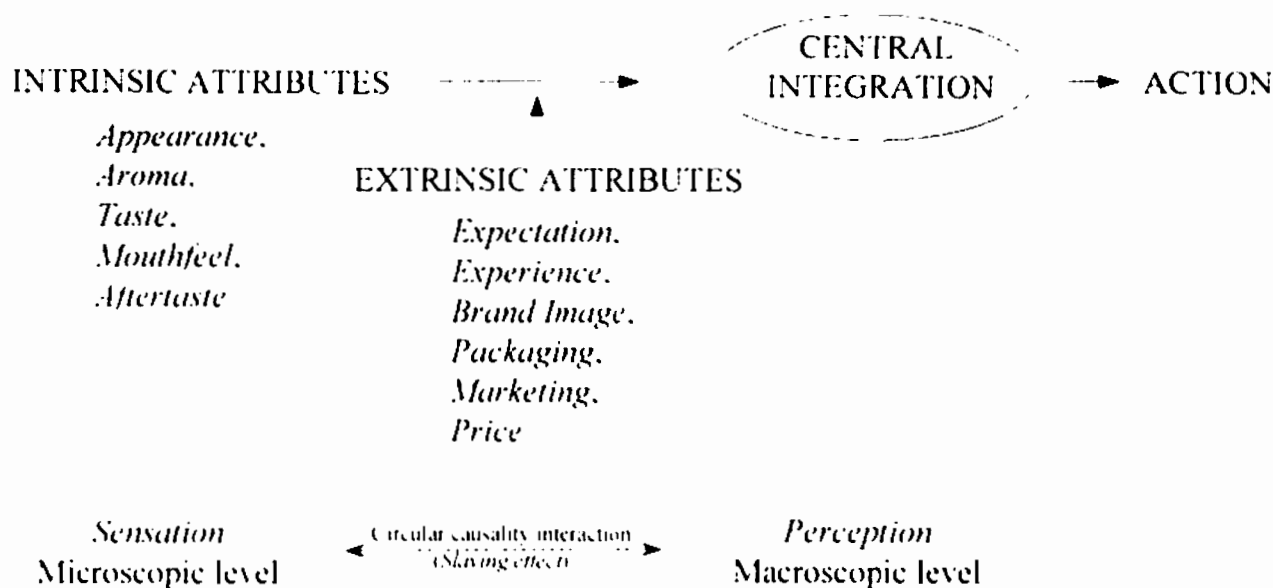 CENTRAL
INTRINSIC ATTRIBUTES INTEGRATION ACTION
Appearance.
Aroma.
Taste.
Mouthfeel.
Aftertaste
EXTRINSIC ATTRIBUTES
Expectation.
Experience.
Brand Image.
Packaging.
Marketing.
Price
Sensation
Microscopic level
Circular causality interaction
(Slaving effect)
Perception
Macroscopic level